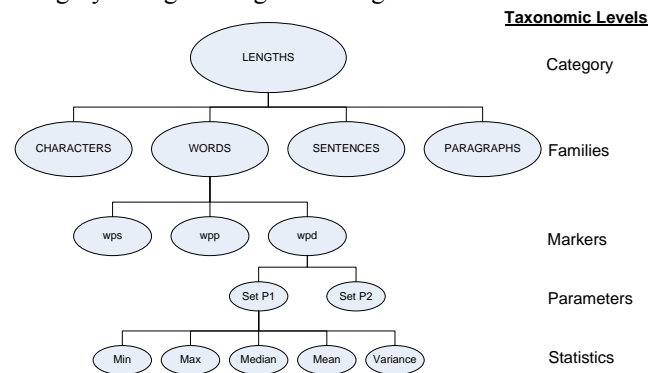 Taxonomic Levels
LENGTHS
Category
CHARACTERS WORDS SENTENCES PARAGRAPHS Families
wps wpp wpd Markers
Set P1 Set P2 Parameters
Min Max Median Mean Variance Statistics